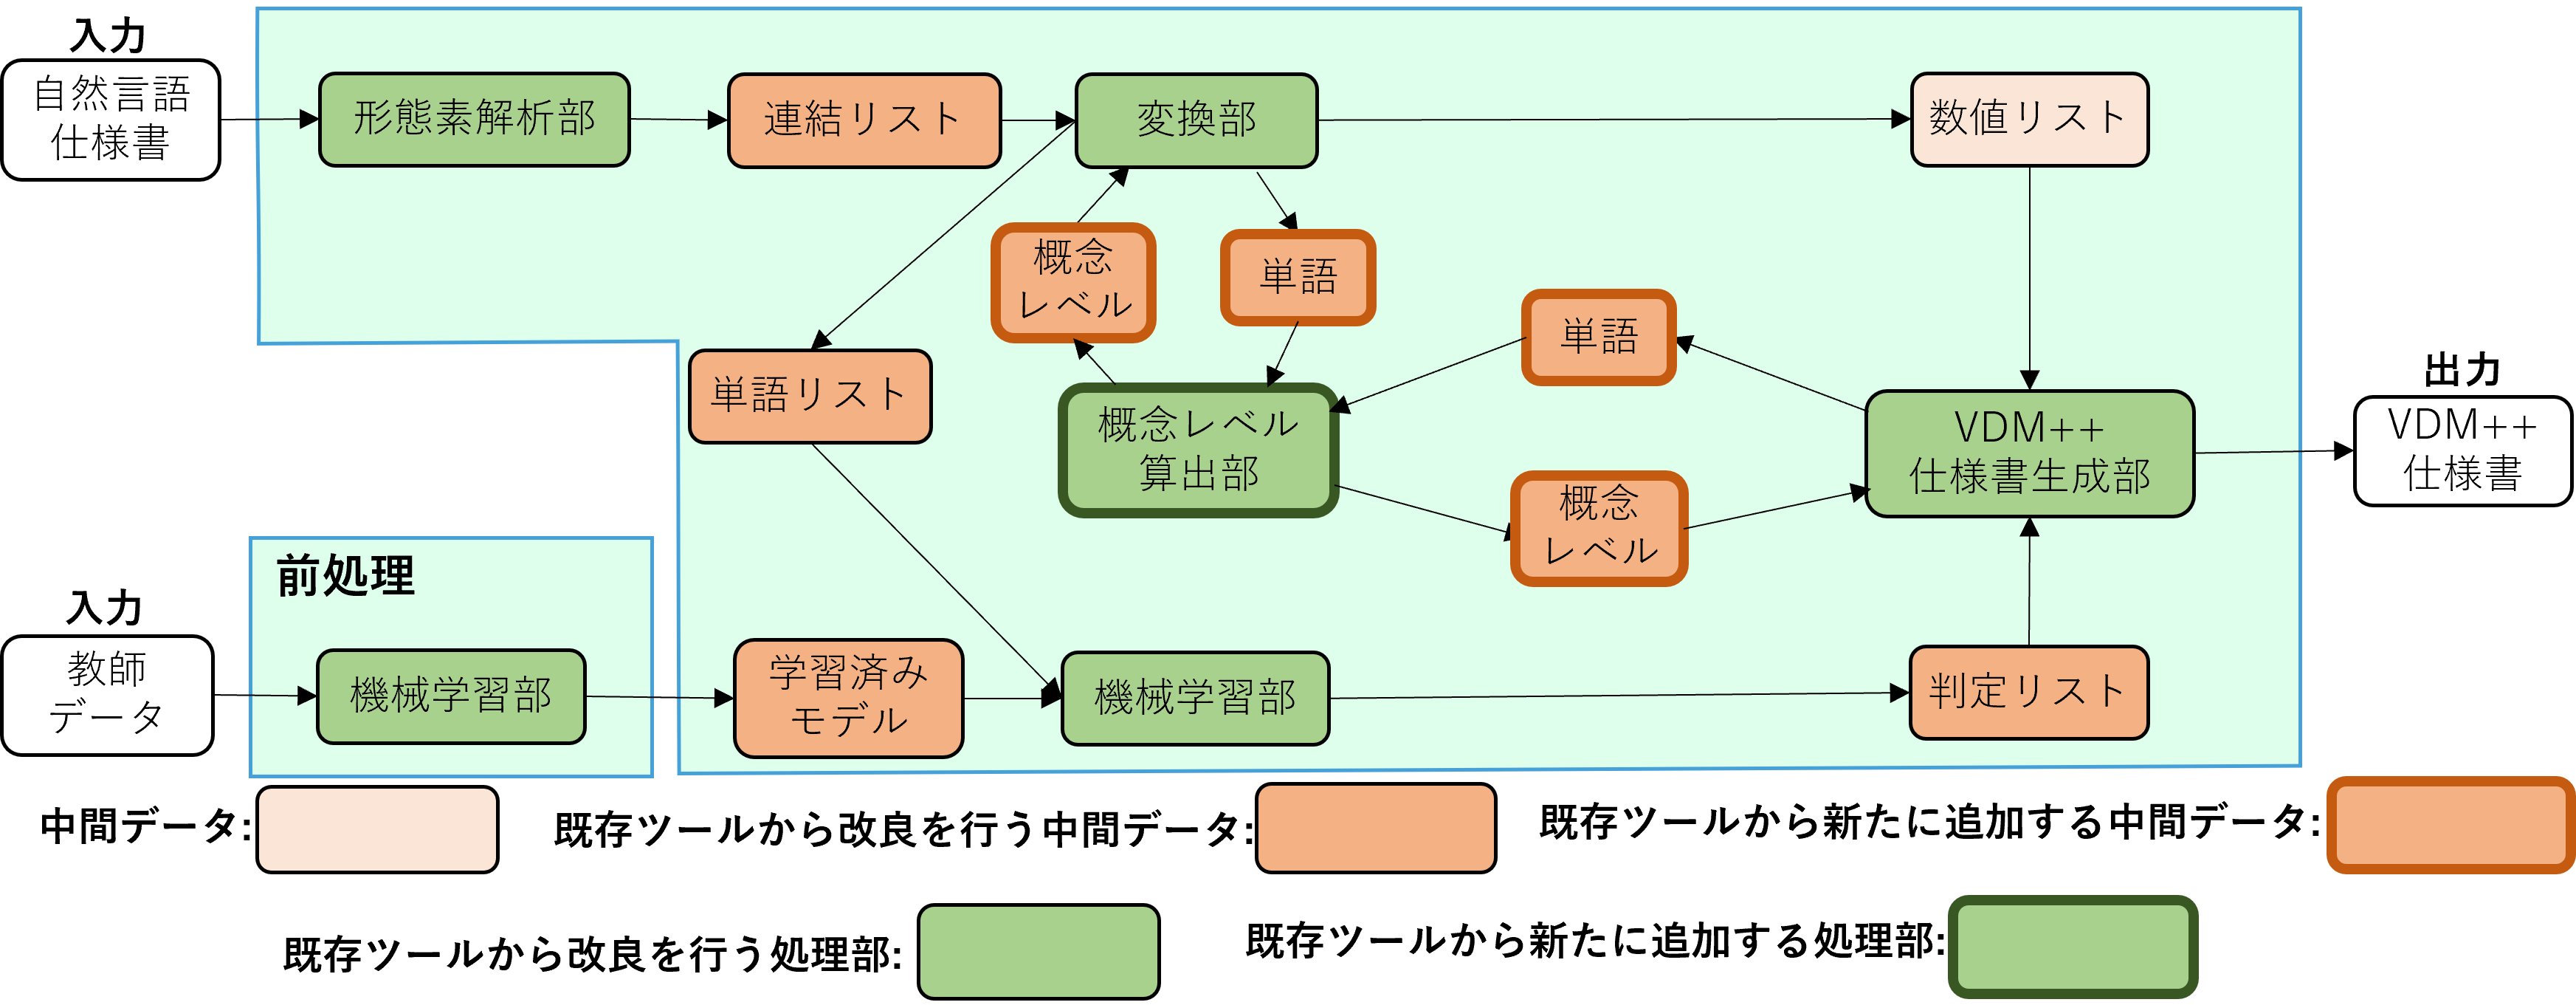 入力
自然言語
仕様書
形態素解析部
連結リスト
変換部
数値リスト
概念
レベル
単語
単語
単語リスト
概念レベル
算出部
VDM++
仕様書生成部
出力
VDM++
仕様書
概念
レベル
前処理
入力
教師
データ
機械学習部
学習済み
モデル
機械学習部
判定リスト
中間データ:
既存ツールから改良を行う中間データ:
既存ツールから新たに追加する中間データ:
既存ツールから改良を行う処理部:
既存ツールから新たに追加する処理部: